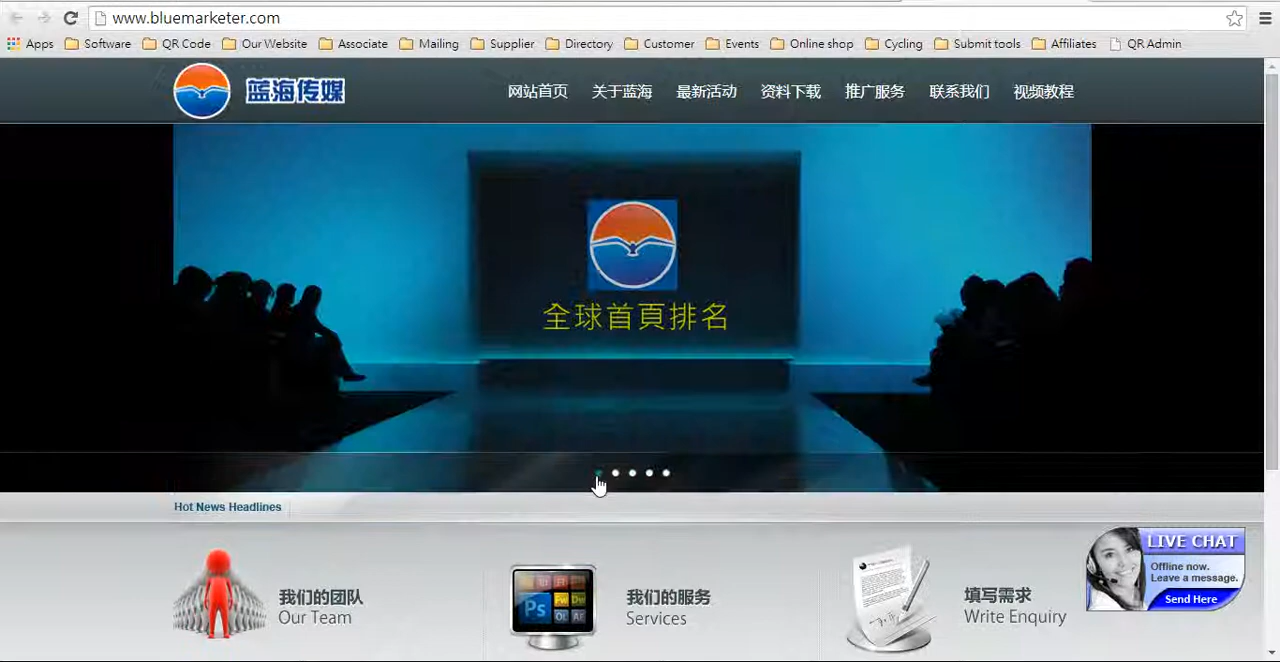 www.bluemarketer.com
Apps Software QR Code Our Website Associate Mailing Supplier Directory Customer Events Online shop Cycling Submit tools Affiliates QR Admin
蓝海传媒
网站首页 关于蓝海 最新活动 资料下载 推广服务 联系我们 视频教程
全球首頁排名
Hot News Headlines
我们的团队
Our Team
Ps Fw Dw
我们的服务
Services
填写需求
Write Enquiry
LIVE CHAT
Offline now.
Leave a message.
Send Here